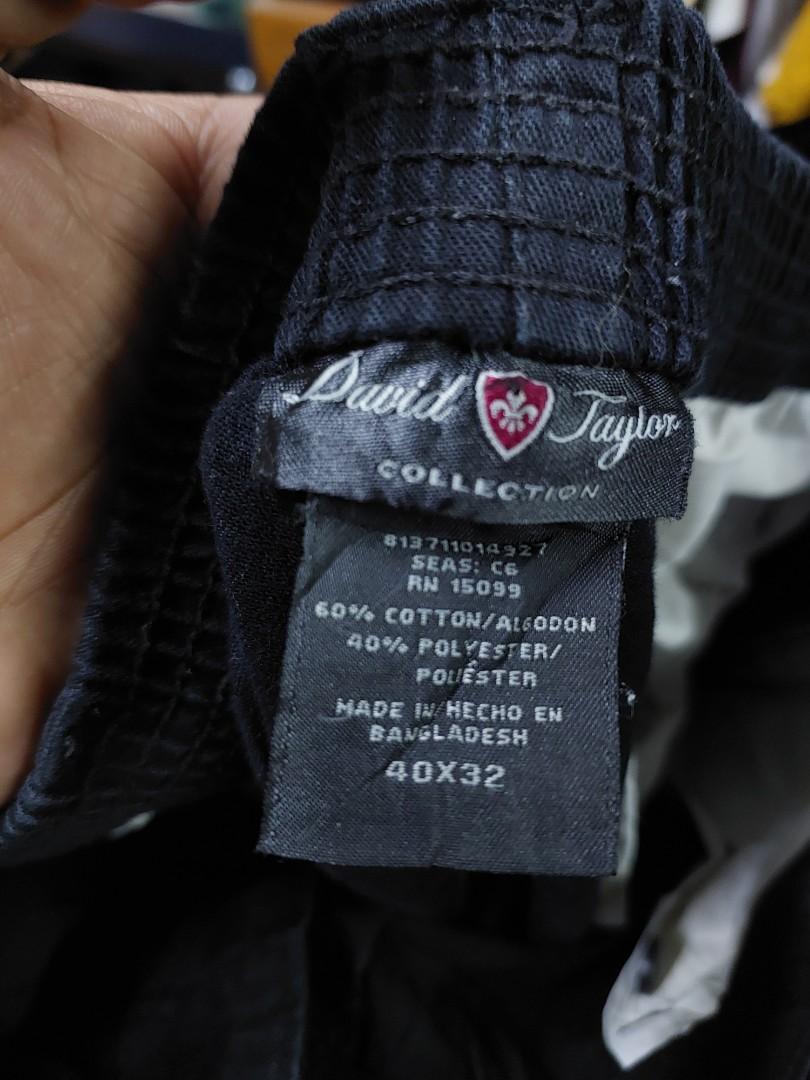 David Taylor
COLLECTION
813711014927
SEAS: C6
RN 15099
60% COTTON/ALGODON
40% POLYESTER/
POLIÉSTER
MADE IN/HECHO EN
BANGLADESH
40X32